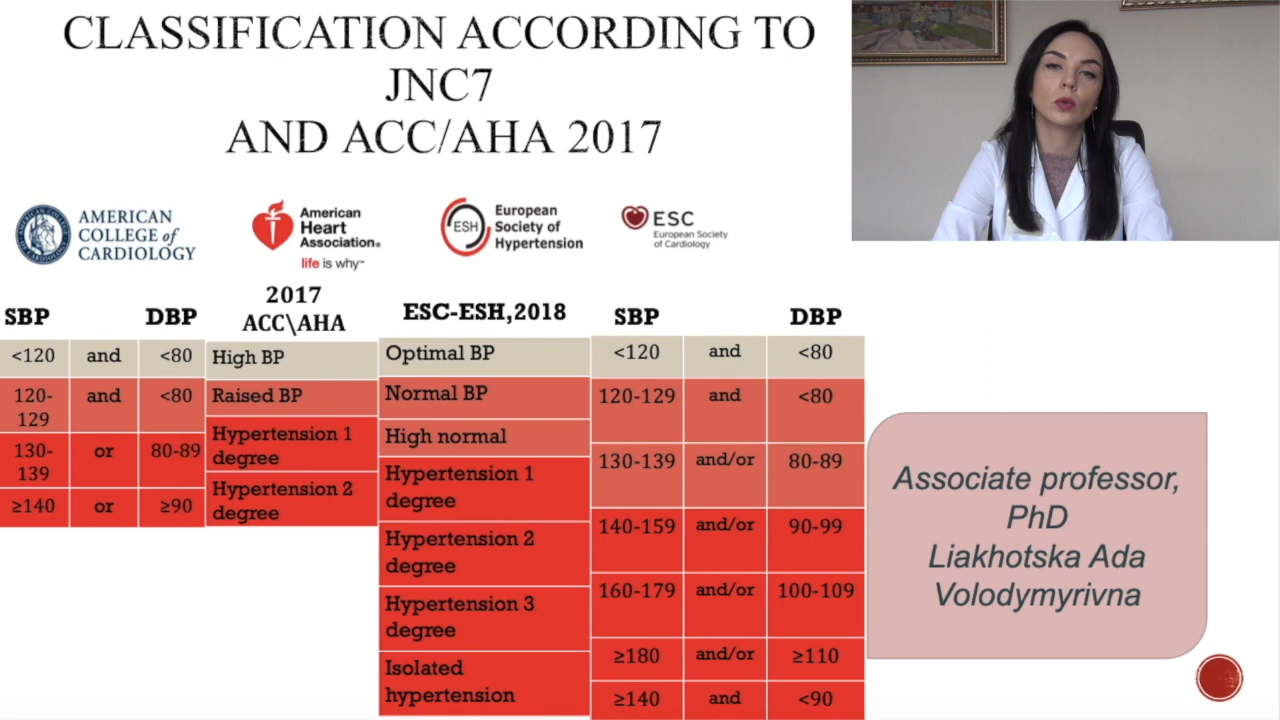 CLASSIFICATION ACCORDING TO
JNC7
AND ACC/AHA 2017
AMERICAN
COLLEGE of
CARDIOLOGY
American
Heart
Association®
life is why™
ESH
European
Society of
Hypertension
ESC
European Society
of Cardiology
SBP
DBP
2017
ACC\AHA
<120 and <80 High BP
120-
129
and <80 Raised BP
130-
139
or 80-89 Hypertension 1
degree
≥140 or ≥90 Hypertension 2
degree
ESC-ESH,2018
SBP
DBP
Optimal BP
Normal BP
High normal
Hypertension 1
degree
Hypertension 2
degree
Hypertension 3
degree
Isolated
hypertension
<120 and <80
120-129 and <80
130-139 and/or 80-89
140-159 and/or 90-99
160-179 and/or 100-109
≥180 and/or ≥110
≥140 and <90
Associate professor,
PhD
Liakhotska Ada
Volodymyrivna